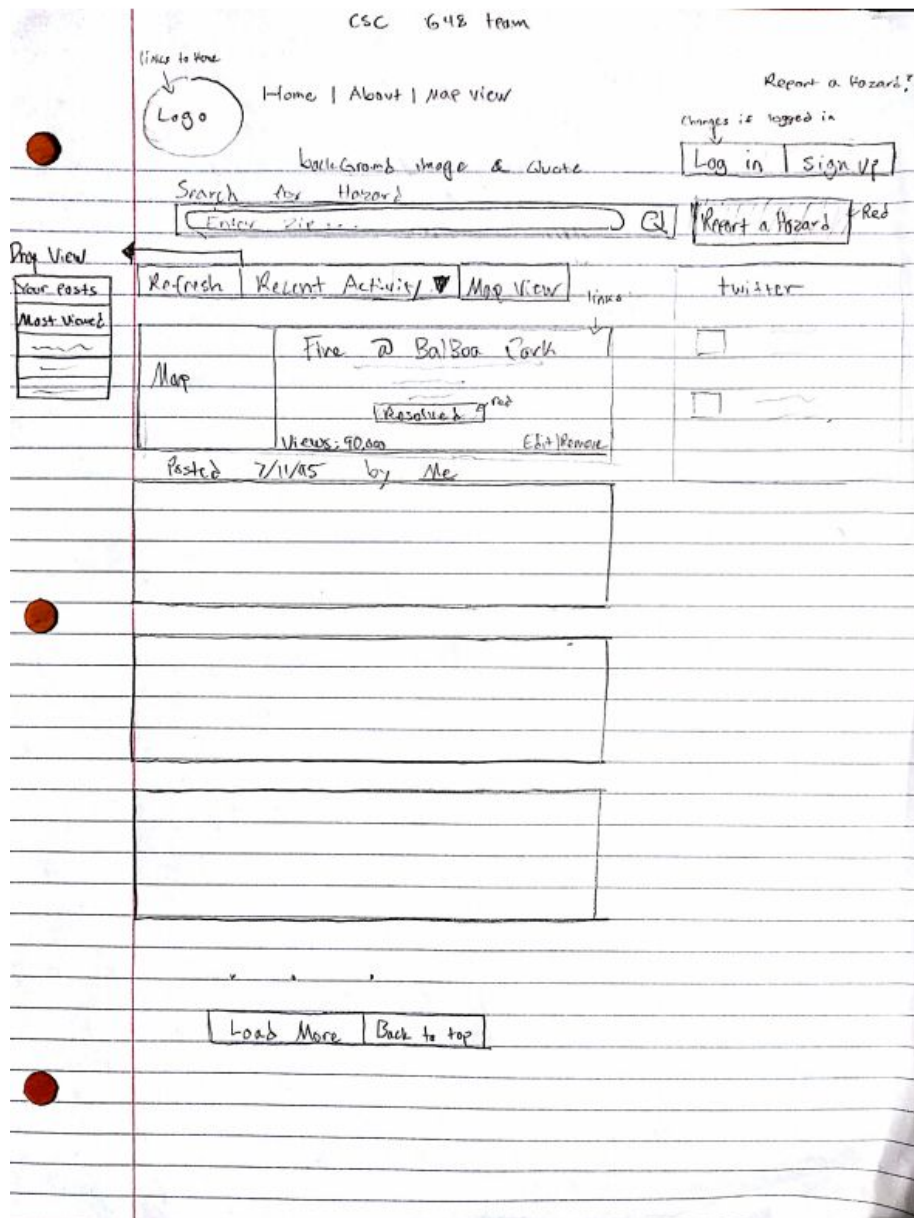 CSC 648 team
links to Home
Logo
Home | About | Map View
Report a Hazard?
Changes if logged in
Log in | Sign Up
background image & Quote
Search for Hazard
Enter zip...
Report a Hazard
Red
Drop View
Your Posts
Most Viewed
Refresh | Recent Activity | Map View
links
twitter
Map
Fire @ BalBoa Park
Resolved
red
Views: 90,000
Edit|Remove
Posted 7/11/15 by Me
Load More | Back to top